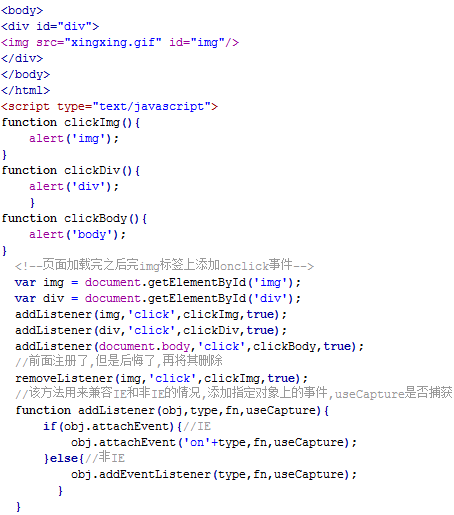 <body>
<div id="div">
<img src="xingxing.gif" id="img"/>
</div>
</body>
</html>
<script type="text/javascript">
function clickImg(){
    alert('img');
}
function clickDiv(){
    alert('div');
    }
function clickBody(){
    alert('body');
}
  <!--页面加载完之后完img标签上添加onclick事件-->
  var img = document.getElementById('img');
  var div = document.getElementById('div');
  addListener(img,'click',clickImg,true);
  addListener(div,'click',clickDiv,true);
  addListener(document.body,'click',clickBody,true);
  //前面注册了,但是后悔了,再将其删除
  removeListener(img,'click',clickImg,true);
  //该方法用来兼容IE和非IE的情况,添加指定对象上的事件,useCapture是否捕获
  function addListener(obj,type,fn,useCapture){
      if(obj.attachEvent){//IE
          obj.attachEvent('on'+type,fn,useCapture);
      }else{//非IE
          obj.addEventListener(type,fn,useCapture);
        }
  }